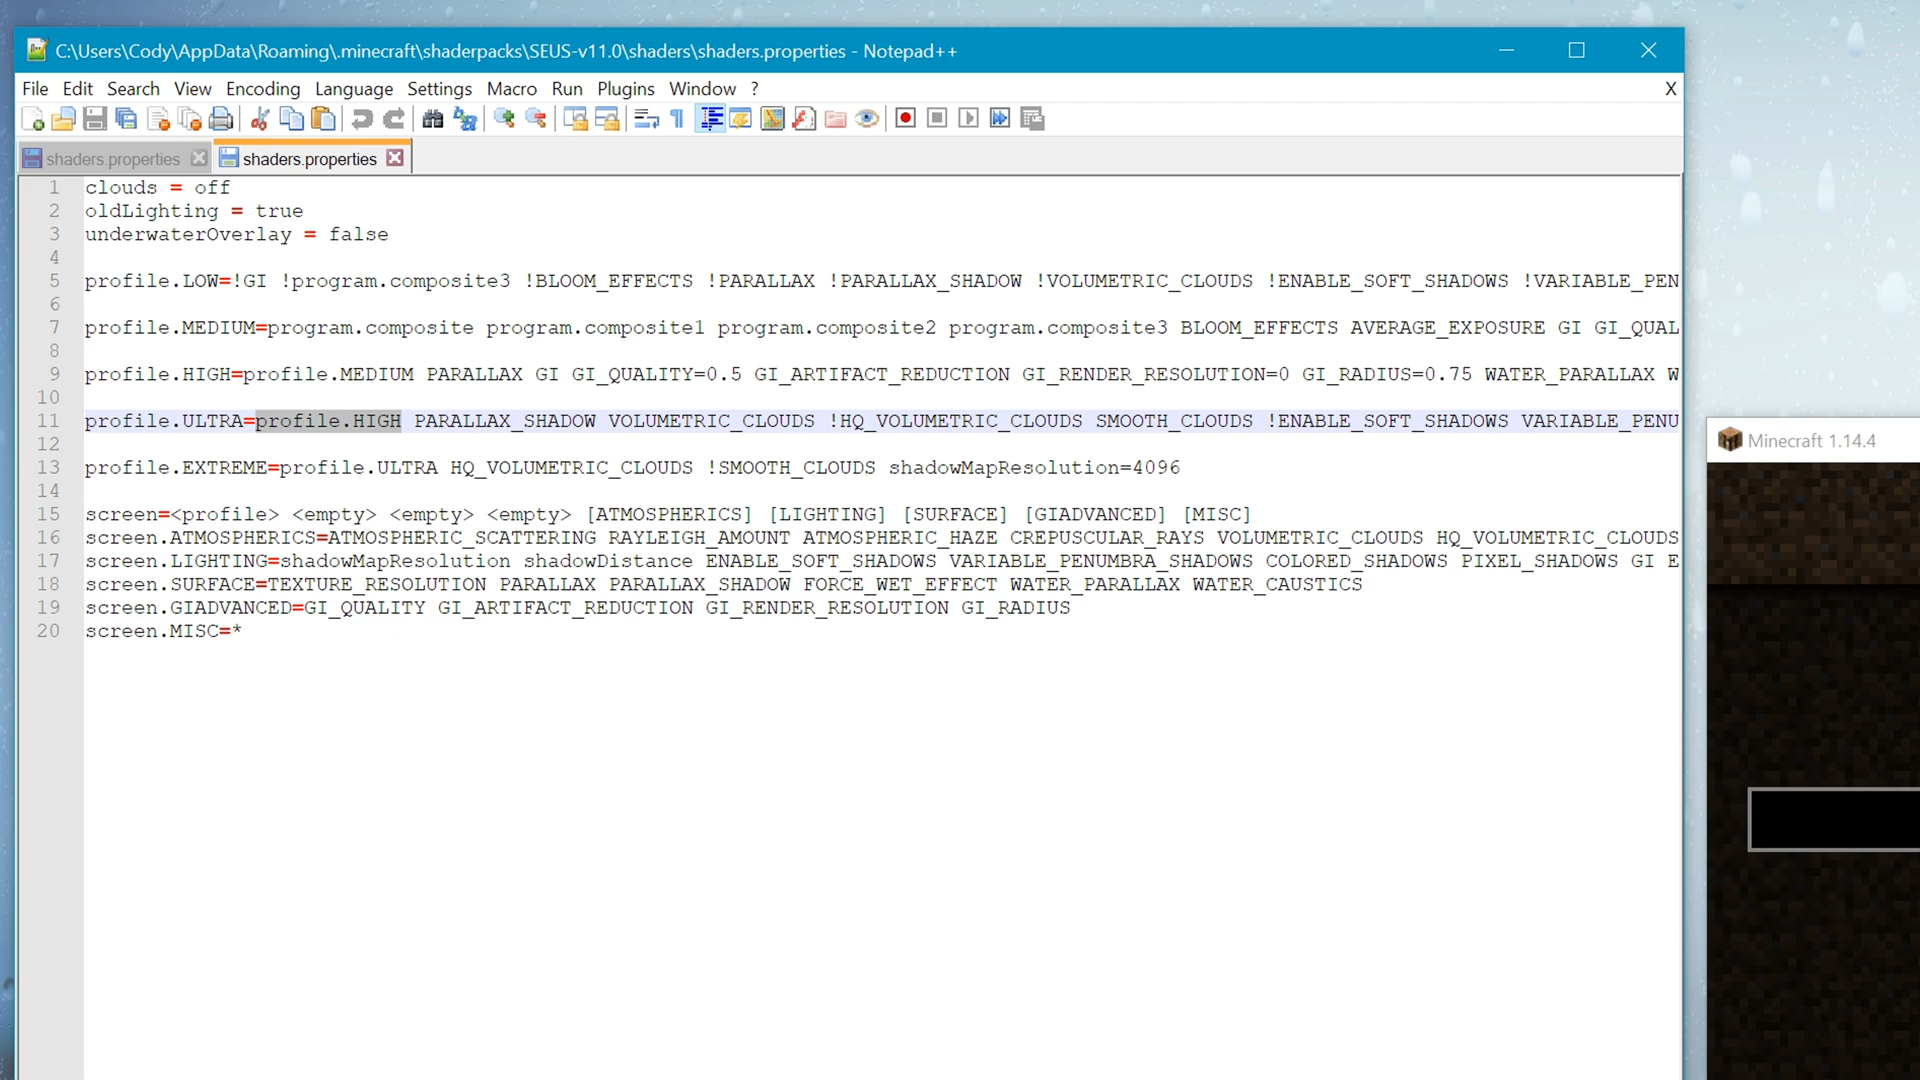 C:\Users\Cody\AppData\Roaming\.minecraft\shaderpacks\SEUS-v11.0\shaders\shaders.properties - Notepad++
File Edit Search View Encoding Language Settings Macro Run Plugins Window ? X
shaders.properties shaders.properties
1 clouds = off
2 oldLighting = true
3 underwaterOverlay = false
4
5 profile.LOW=!GI !program.composite3 !BLOOM_EFFECTS !PARALLAX !PARALLAX_SHADOW !VOLUMETRIC_CLOUDS !ENABLE_SOFT_SHADOWS !VARIABLE_PEN
6
7 profile.MEDIUM=program.composite program.composite1 program.composite2 program.composite3 BLOOM_EFFECTS AVERAGE_EXPOSURE GI GI_QUAL
8
9 profile.HIGH=profile.MEDIUM PARALLAX GI GI_QUALITY=0.5 GI_ARTIFACT_REDUCTION GI_RENDER_RESOLUTION=0 GI_RADIUS=0.75 WATER_PARALLAX W
10
11 profile.ULTRA=profile.HIGH PARALLAX_SHADOW VOLUMETRIC_CLOUDS !HQ_VOLUMETRIC_CLOUDS SMOOTH_CLOUDS !ENABLE_SOFT_SHADOWS VARIABLE_PENU
12
13 profile.EXTREME=profile.ULTRA HQ_VOLUMETRIC_CLOUDS !SMOOTH_CLOUDS shadowMapResolution=4096
14
15 screen=<profile> <empty> <empty> <empty> [ATMOSPHERICS] [LIGHTING] [SURFACE] [GIADVANCED] [MISC]
16 screen.ATMOSPHERICS=ATMOSPHERIC_SCATTERING RAYLEIGH_AMOUNT ATMOSPHERIC_HAZE CREPUSCULAR_RAYS VOLUMETRIC_CLOUDS HQ_VOLUMETRIC_CLOUDS
17 screen.LIGHTING=shadowMapResolution shadowDistance ENABLE_SOFT_SHADOWS VARIABLE_PENUMBRA_SHADOWS COLORED_SHADOWS PIXEL_SHADOWS GI E
18 screen.SURFACE=TEXTURE_RESOLUTION PARALLAX PARALLAX_SHADOW FORCE_WET_EFFECT WATER_PARALLAX WATER_CAUSTICS
19 screen.GIADVANCED=GI_QUALITY GI_ARTIFACT_REDUCTION GI_RENDER_RESOLUTION GI_RADIUS
20 screen.MISC=*
Minecraft 1.14.4